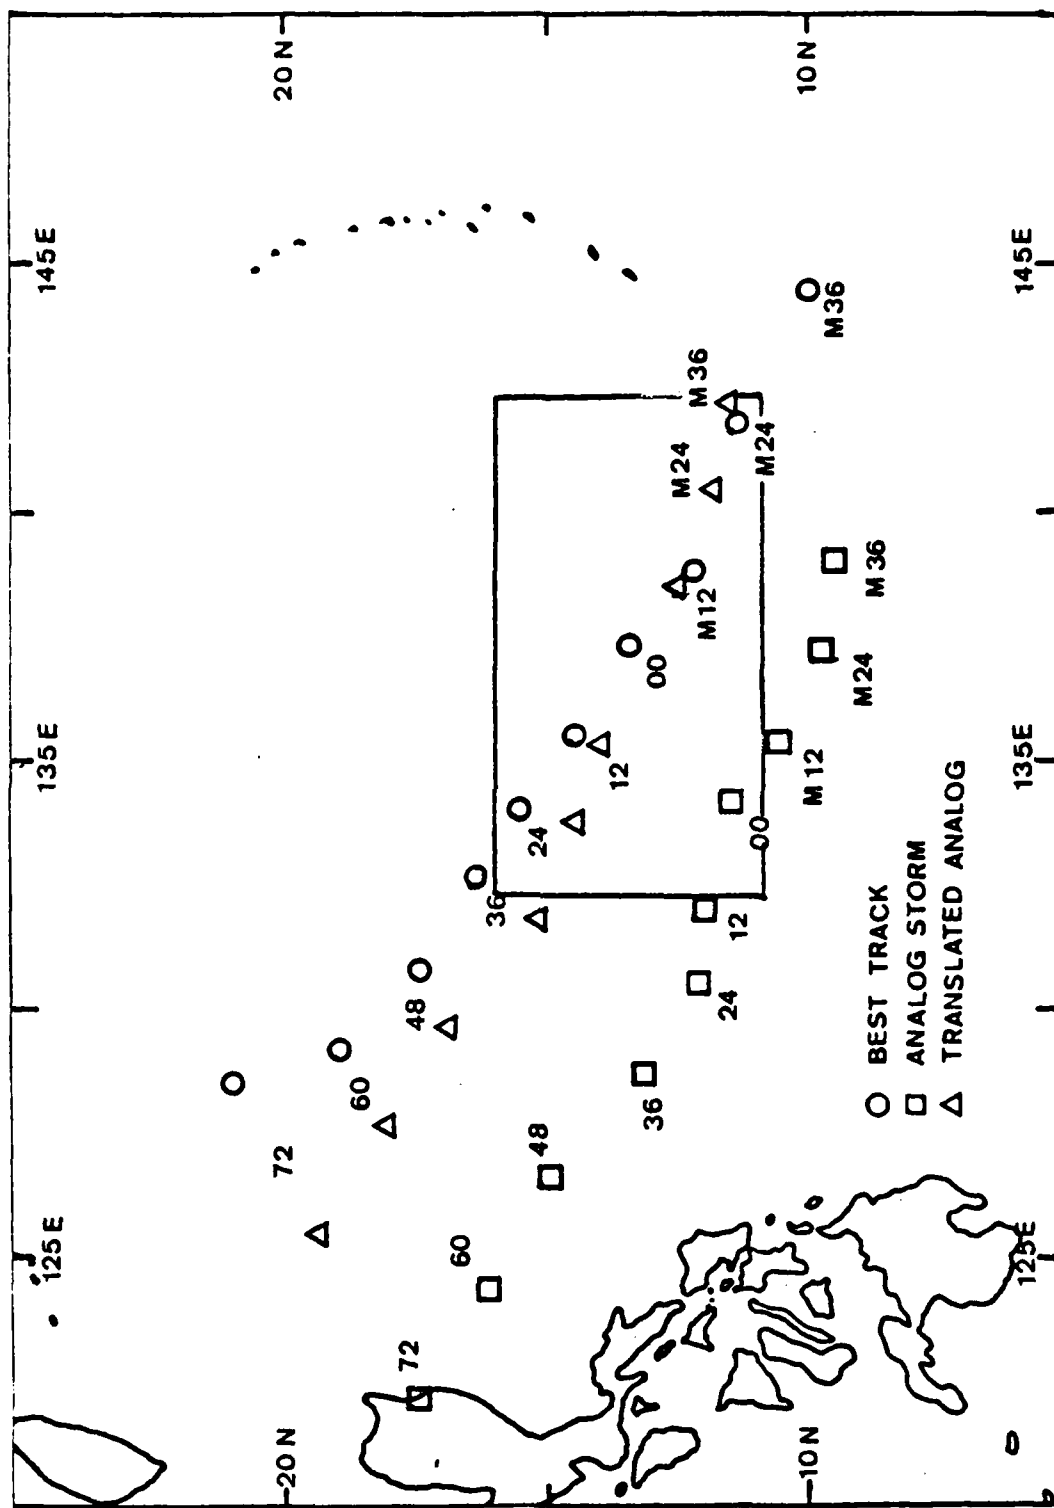 125E 135E 145E
20N 72 20N
60
72 48
60
36
48 24
12
36 00
M24
M12 M36
24
12
00 M24
10N M12 10N
M36
M24 M36
BEST TRACK
ANALOG STORM
TRANSLATED ANALOG
125E 135E 145E